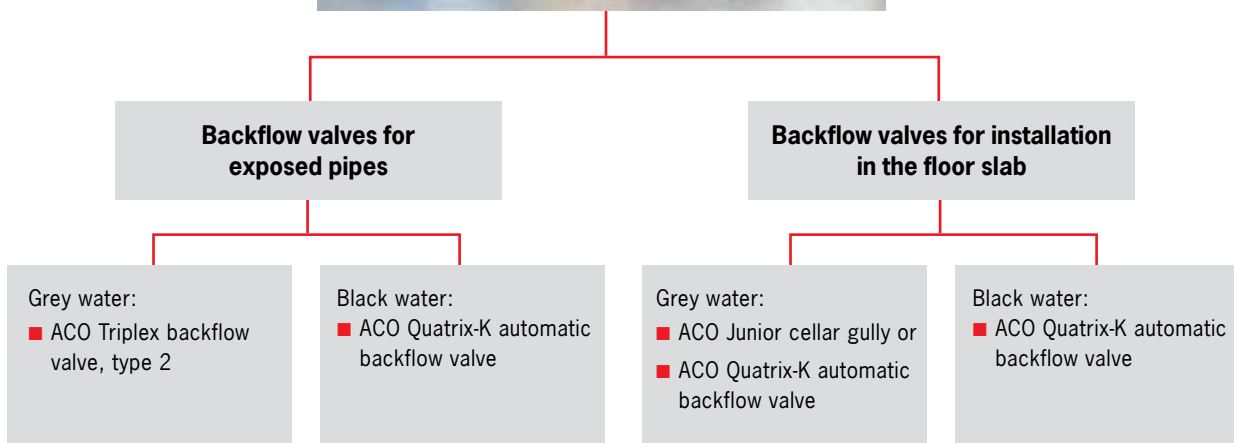 Backflow valves for
exposed pipes
Backflow valves for installation
in the floor slab
Grey water:
■ ACO Triplex backflow
valve, type 2
Black water:
■ ACO Quatrix-K automatic
backflow valve
Grey water:
■ ACO Junior cellar gully or
■ ACO Quatrix-K automatic
backflow valve
Black water:
■ ACO Quatrix-K automatic
backflow valve